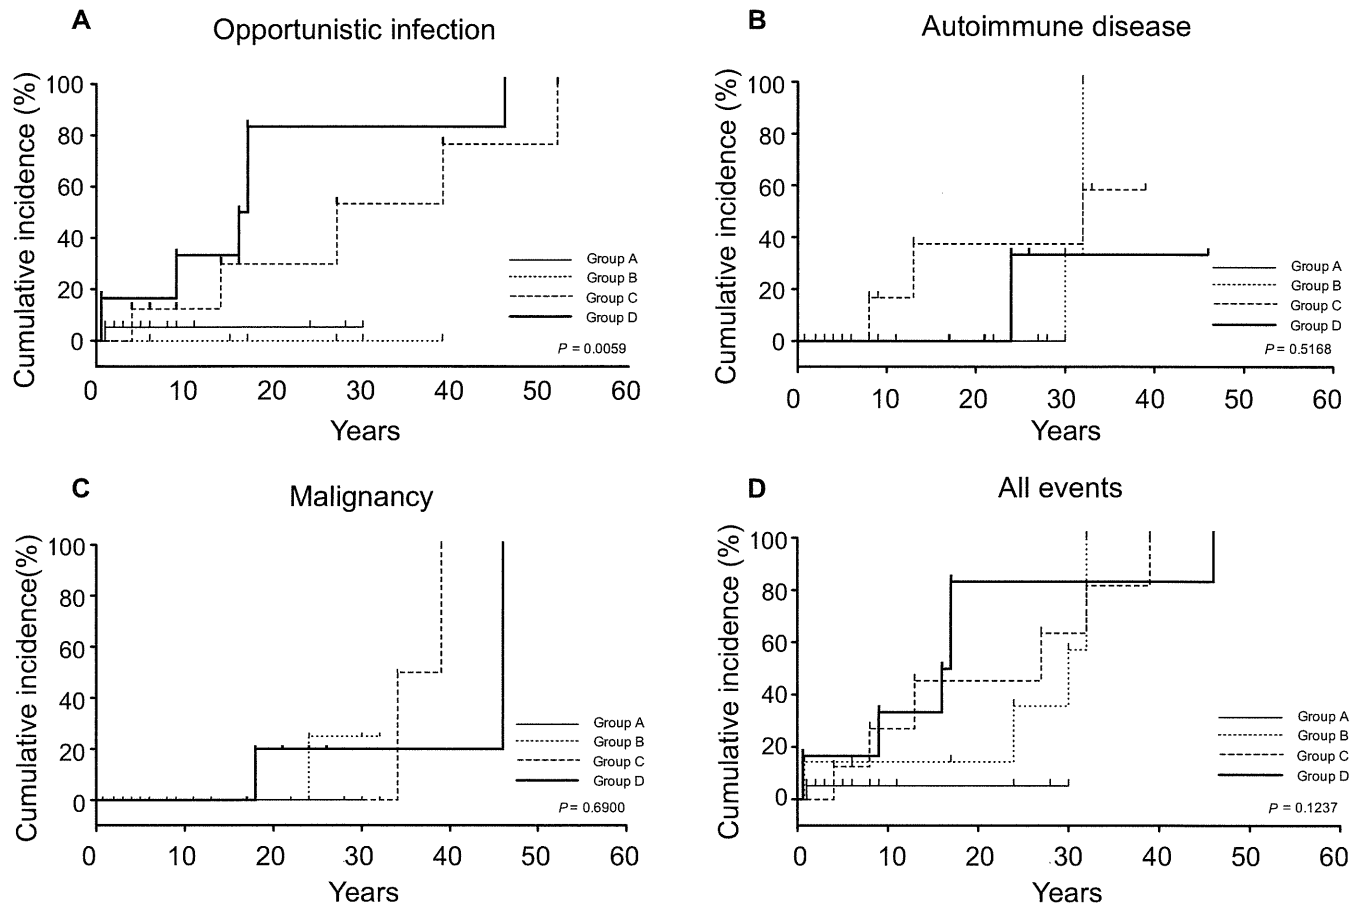 A
Opportunistic infection
Cumulative incidence (%)
100
80
60
40
20
0
0 10 20 30 40 50 60
Years
Group A
Group B
Group C
Group D
P = 0.0059
B
Autoimmune disease
Cumulative incidence (%)
100
80
60
40
20
0
0 10 20 30 40 50 60
Years
Group A
Group B
Group C
Group D
P = 0.5168
C
Malignancy
Cumulative incidence(%)
100
80
60
40
20
0
0 10 20 30 40 50 60
Years
Group A
Group B
Group C
Group D
P = 0.6900
D
All events
Cumulative incidence (%)
100
80
60
40
20
0
0 10 20 30 40 50 60
Years
Group A
Group B
Group C
Group D
P = 0.1237